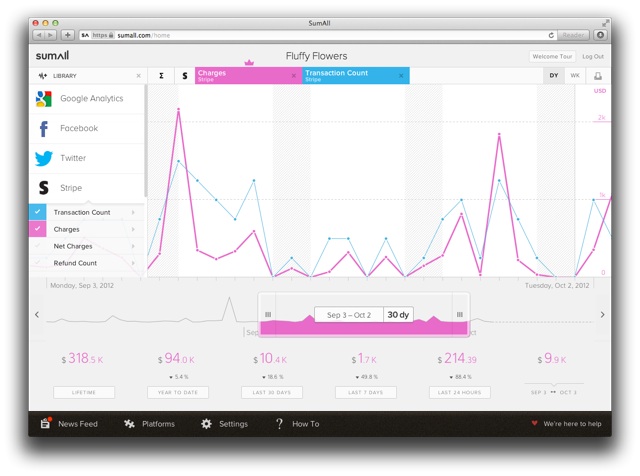 SumAll
https sumall.com/home
Reader
sumAll
Fluffy Flowers
Welcome Tour
Log Out
LIBRARY
Σ
S
Charges
Stripe
Transaction Count
Stripe
DY
WK
USD
Google Analytics
Facebook
Twitter
Stripe
Transaction Count
Charges
Net Charges
Refund Count
2k
1k
0
Monday, Sep 3, 2012
Tuesday, Oct 2, 2012
Sep 3 – Oct 2
30 dy
$ 318.5 K
$ 94.0 K
$ 10.4 K
$ 1.7 K
$ 214.39
$ 9.9 K
5.4 %
18.6 %
49.8 %
88.4 %
LIFETIME
YEAR TO DATE
LAST 30 DAYS
LAST 7 DAYS
LAST 24 HOURS
SEP 3 ↔ OCT 3
News Feed
Platforms
Settings
? How To
We're here to help